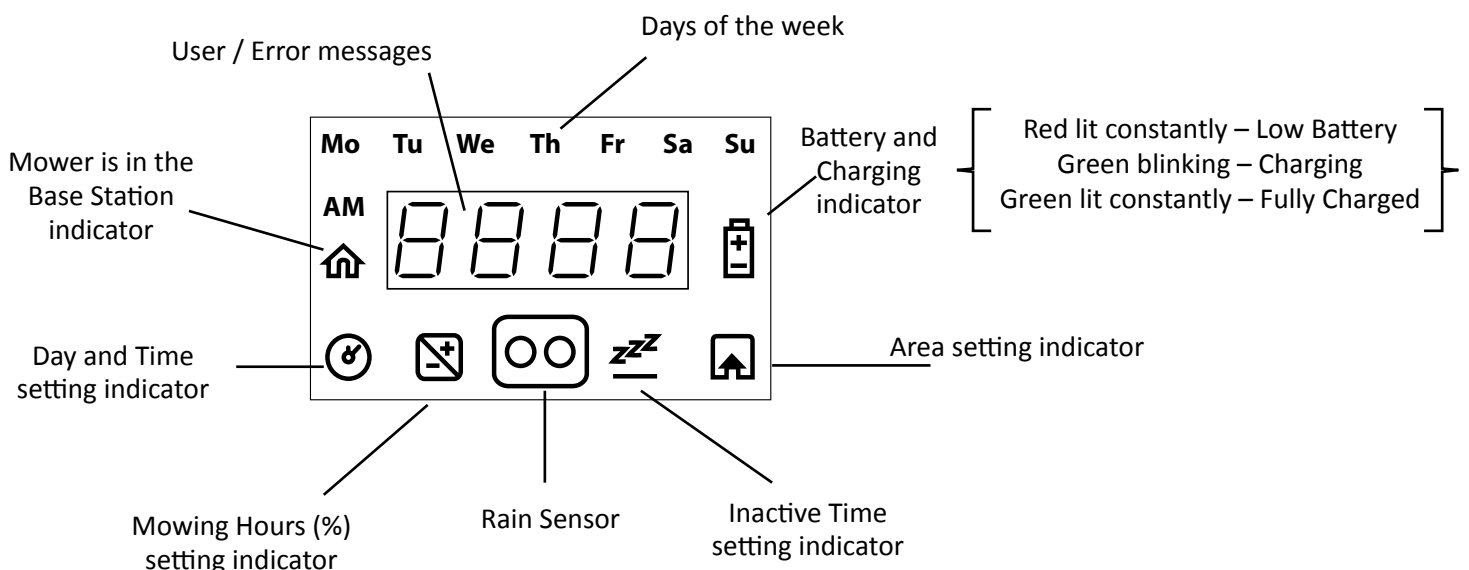 Days of the week
User / Error messages
Mo Tu We Th Fr Sa Su
AM
8888
Mower is in the
Base Station
indicator
Battery and
Charging
indicator
Red lit constantly – Low Battery
Green blinking – Charging
Green lit constantly – Fully Charged
Day and Time
setting indicator
Area setting indicator
zzz
Mowing Hours (%)
setting indicator
Rain Sensor
Inactive Time
setting indicator